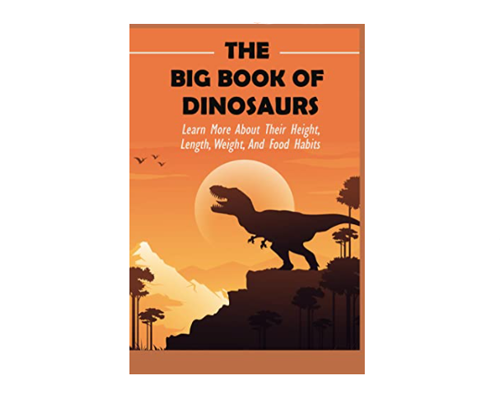 THE
BIG BOOK OF
DINOSAURS
Learn More About Their Height,
Length, Weight, And Food Habits